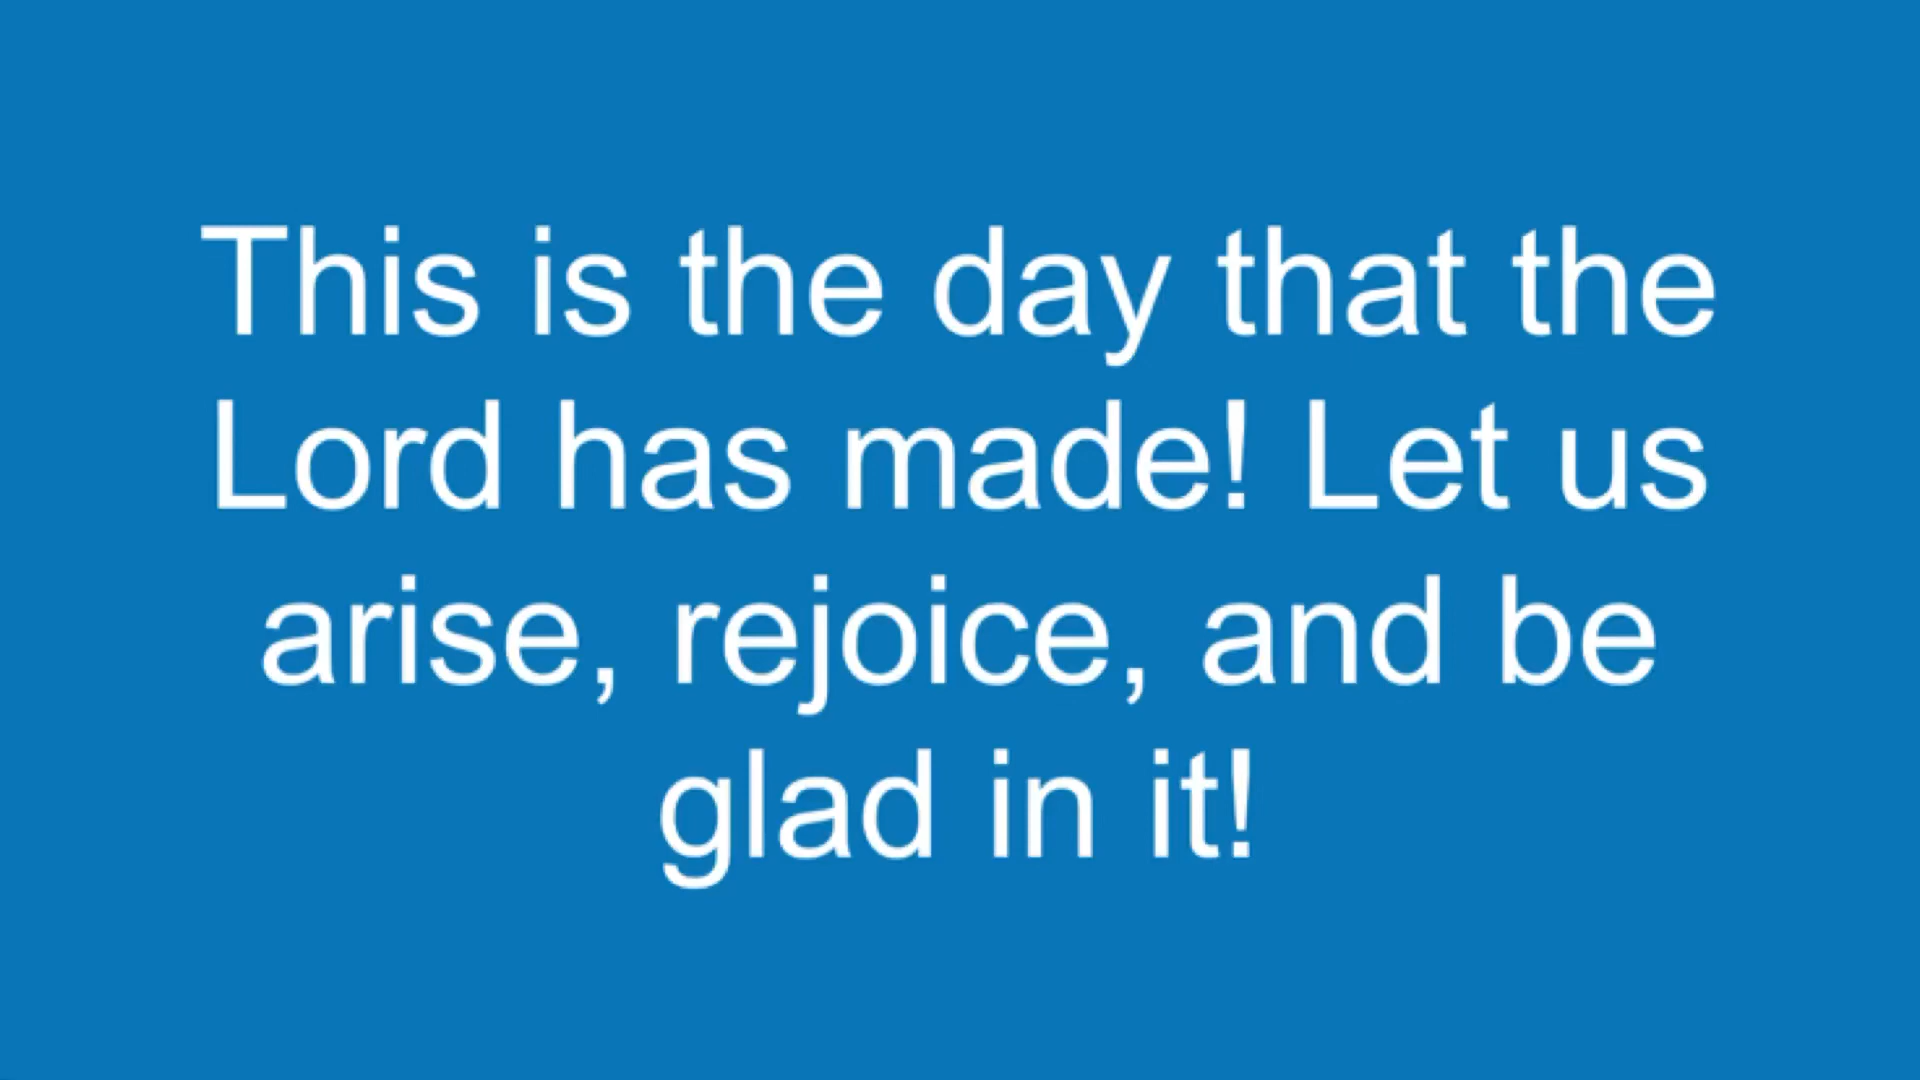 This is the day that the
Lord has made! Let us
arise, rejoice, and be
glad in it!